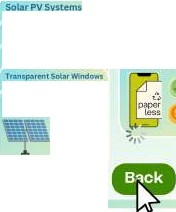 Solar PV Systems
Transparent Solar Windows
paper
less
Back